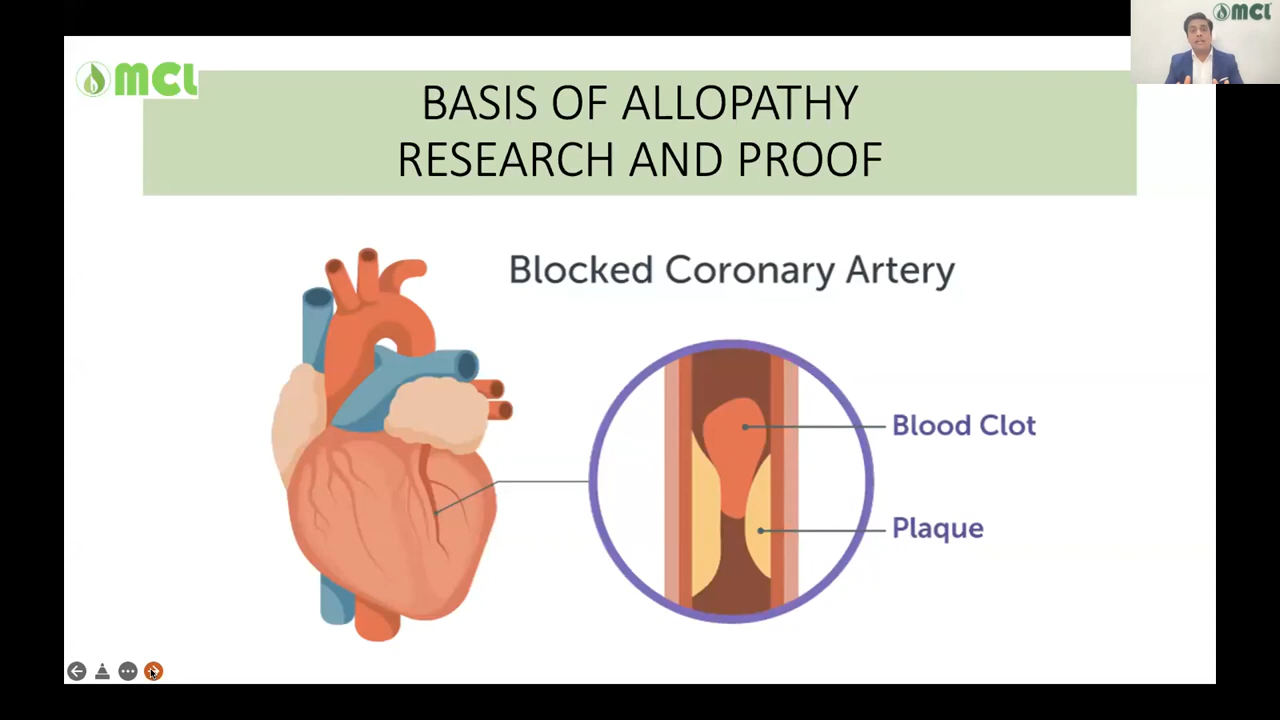 MCL
MCL
BASIS OF ALLOPATHY
RESEARCH AND PROOF
Blocked Coronary Artery
Blood Clot
Plaque